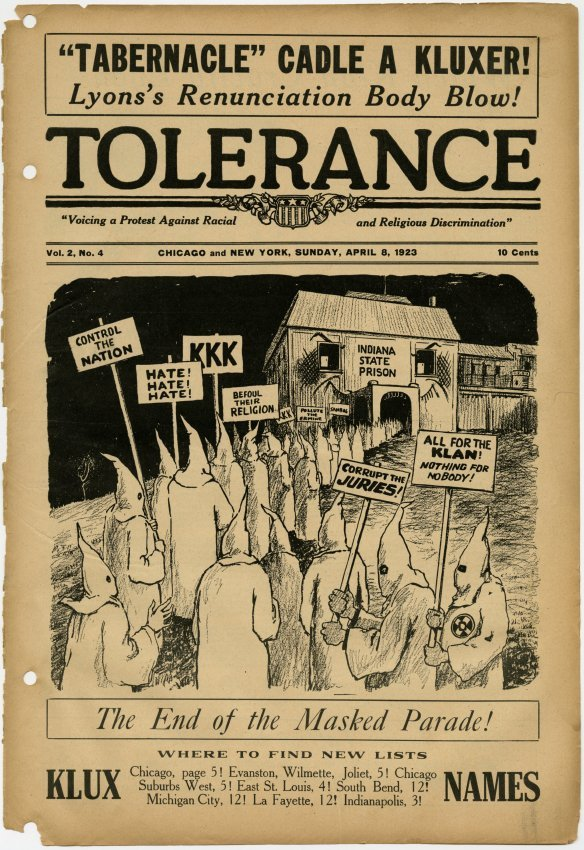 "TABERNACLE" CADLE A KLUXER!
Lyons's Renunciation Body Blow!
TOLERANCE
"Voicing a Protest Against Racial and Religious Discrimination"
Vol. 2, No. 4 CHICAGO and NEW YORK, SUNDAY, APRIL 8, 1923 10 Cents
CONTROL
THE
NATION
HATE!
HATE!
HATE!
KKK
BEFOUL
THEIR
RELIGION
KK
POLLUTE
THE
ERMINE
INDIANA
STATE
PRISON
CORRUPT THE
JURIES!
ALL FOR THE
KLAN!
NOTHING FOR
NOBODY!
The End of the Masked Parade!
WHERE TO FIND NEW LISTS
KLUX
Chicago, page 5! Evanston, Wilmette, Joliet, 5! Chicago
Suburbs West, 5! East St. Louis, 4! South Bend, 12!
Michigan City, 12! La Fayette, 12! Indianapolis, 3!
NAMES